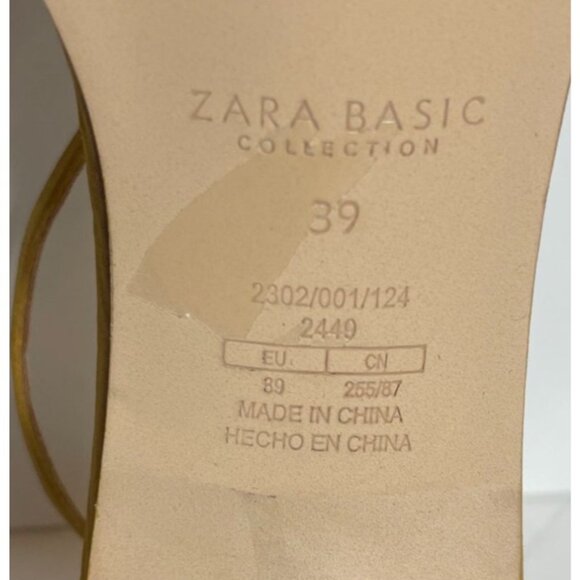 ZARA BASIC
COLLECTION
39
2302/001/124
2449
EU CN
39 255/87
MADE IN CHINA
HECHO EN CHINA